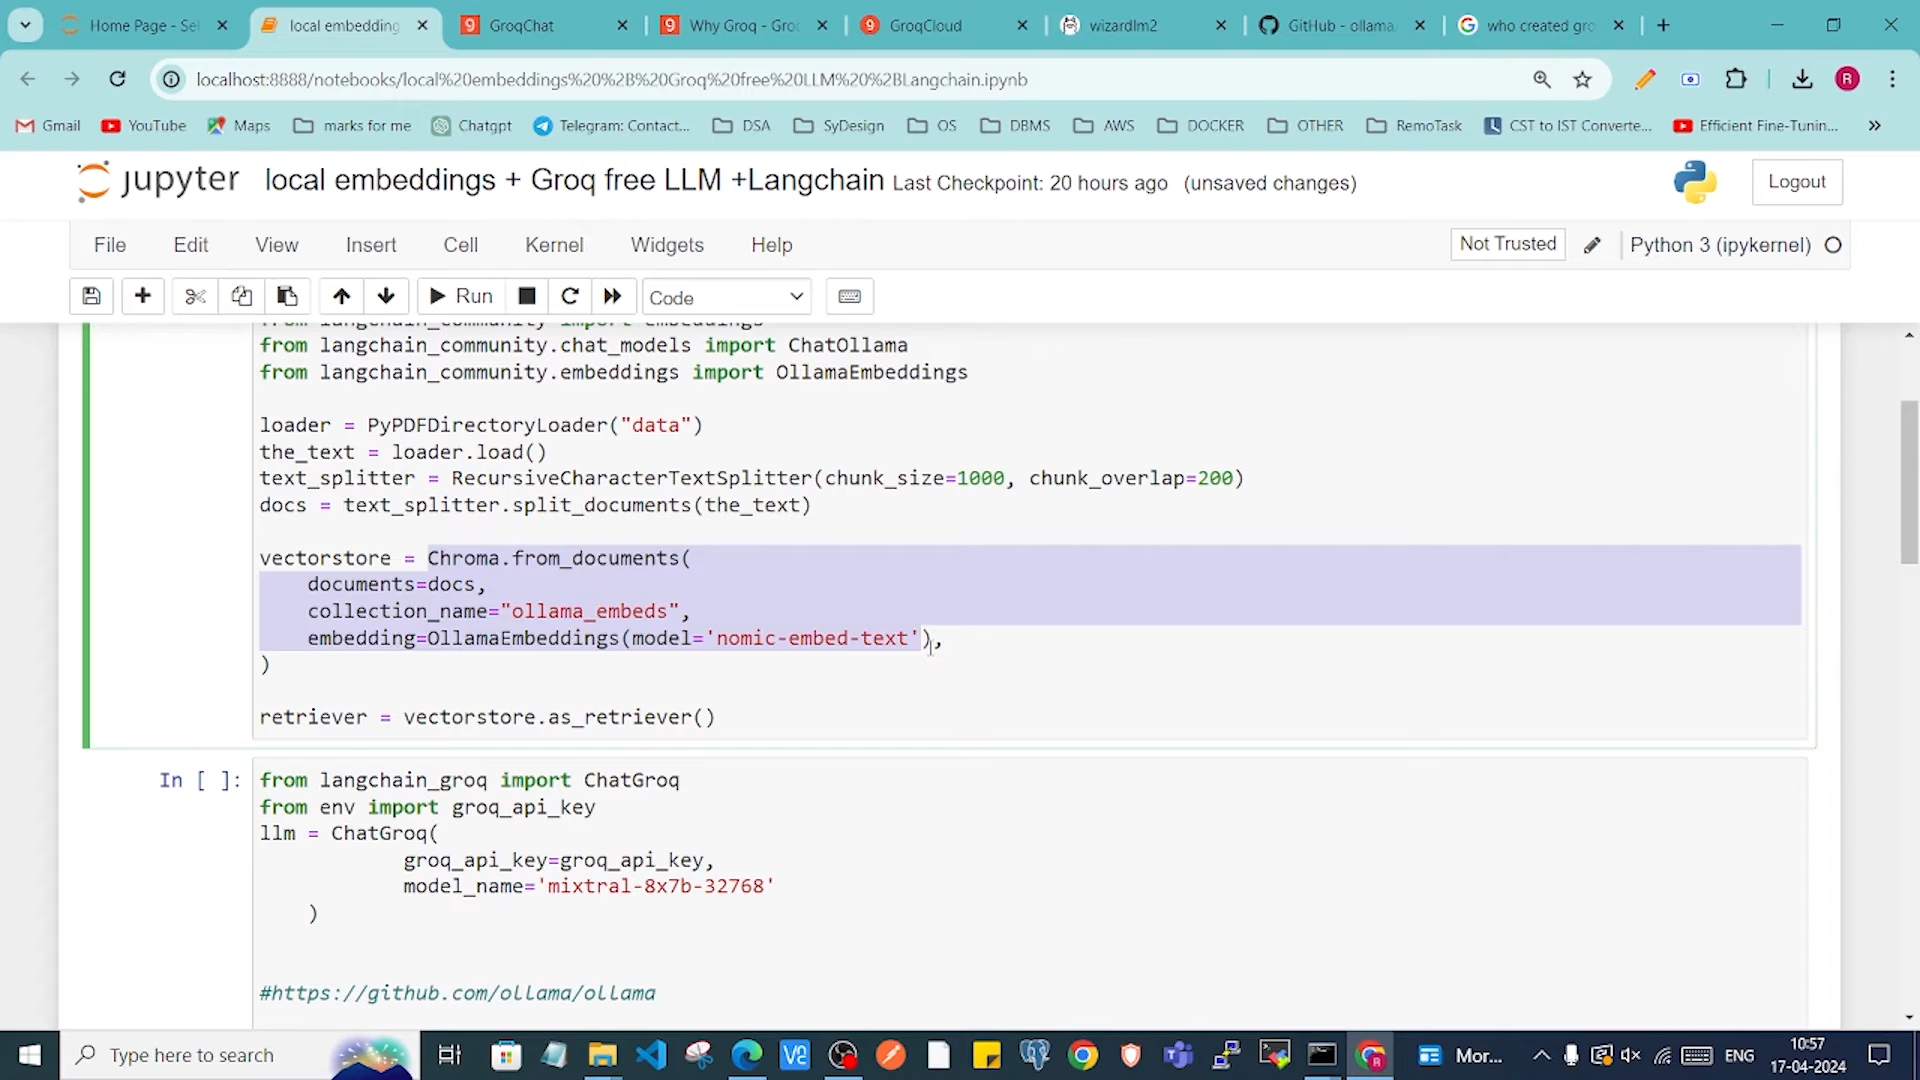 Home Page - Sel
local embedding
GroqChat
Why Groq - Groq
GroqCloud
wizardlm2
GitHub - ollama/
who created gro
localhost:8888/notebooks/local%20embeddings%20%2B%20Groq%20free%20LLM%20%2BLangchain.ipynb
Gmail
YouTube
Maps
marks for me
Chatgpt
Telegram: Contact...
DSA
SyDesign
OS
DBMS
AWS
DOCKER
OTHER
RemoTask
CST to IST Converte...
Efficient Fine-Tunin...
jupyter local embeddings + Groq free LLM +Langchain Last Checkpoint: 20 hours ago (unsaved changes)
Logout
File Edit View Insert Cell Kernel Widgets Help
Not Trusted
Python 3 (ipykernel)
Run
Code
from langchain_community import embeddings
from langchain_community.chat_models import ChatOllama
from langchain_community.embeddings import OllamaEmbeddings
loader = PyPDFDirectoryLoader("data")
the_text = loader.load()
text_splitter = RecursiveCharacterTextSplitter(chunk_size=1000, chunk_overlap=200)
docs = text_splitter.split_documents(the_text)
vectorstore = Chroma.from_documents(
documents=docs,
collection_name="ollama_embeds",
embedding=OllamaEmbeddings(model='nomic-embed-text'),
)
retriever = vectorstore.as_retriever()
In [ ]:
from langchain_groq import ChatGroq
from env import groq_api_key
llm = ChatGroq(
groq_api_key=groq_api_key,
model_name='mixtral-8x7b-32768'
)
#https://github.com/ollama/ollama
Type here to search
Mor...
ENG
10:57
17-04-2024